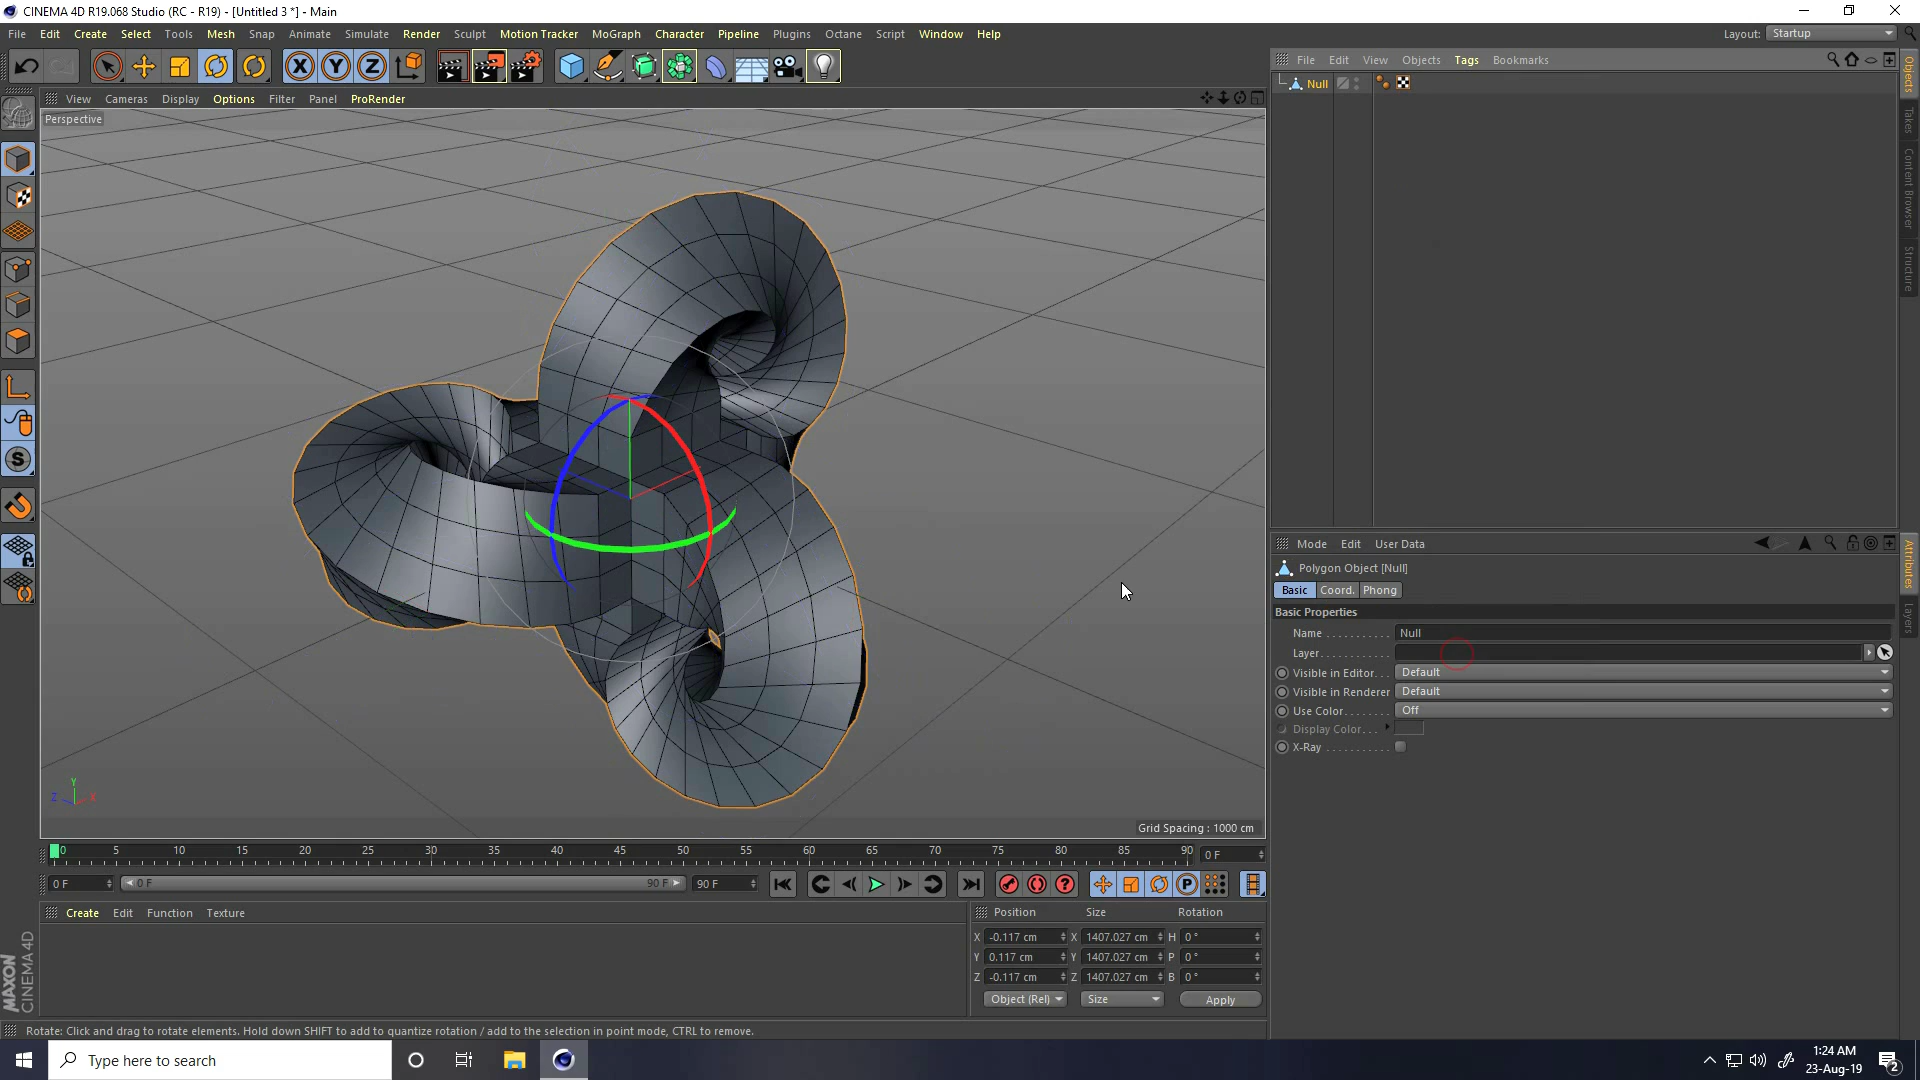 CINEMA 4D R19.068 Studio (RC - R19) - [Untitled 3 *] - Main
File Edit Create Select Tools Mesh Snap Animate Simulate Render Sculpt Motion Tracker MoGraph Character Pipeline Plugins Octane Script Window Help
Layout: Startup
View Cameras Display Options Filter Panel ProRender
Perspective
File Edit View Objects Tags Bookmarks
Null
Objects
Takes
Content Browser
Structure
Mode Edit User Data
Polygon Object [Null]
Basic Coord. Phong
Basic Properties
Name . . . . . . . . . . . Null
Layer. . . . . . . . . . . .
Visible in Editor. . . Default
Visible in Renderer Default
Use Color. . . . . . . . Off
Display Color. . .
X-Ray . . . . . . . . . . .
Attributes
Layers
X Y Z
S
Y
Z X
Grid Spacing : 1000 cm
0 5 10 15 20 25 30 35 40 45 50 55 60 65 70 75 80 85 90 0 F
0 F 0 F 90 F 90 F
P
Create Edit Function Texture
Position Size Rotation
X -0.117 cm X 1407.027 cm H 0 °
Y 0.117 cm Y 1407.027 cm P 0 °
Z -0.117 cm Z 1407.027 cm B 0 °
Object (Rel) Size Apply
MAXON
CINEMA 4D
Rotate: Click and drag to rotate elements. Hold down SHIFT to add to quantize rotation / add to the selection in point mode, CTRL to remove.
Type here to search
1:24 AM
23-Aug-19
2